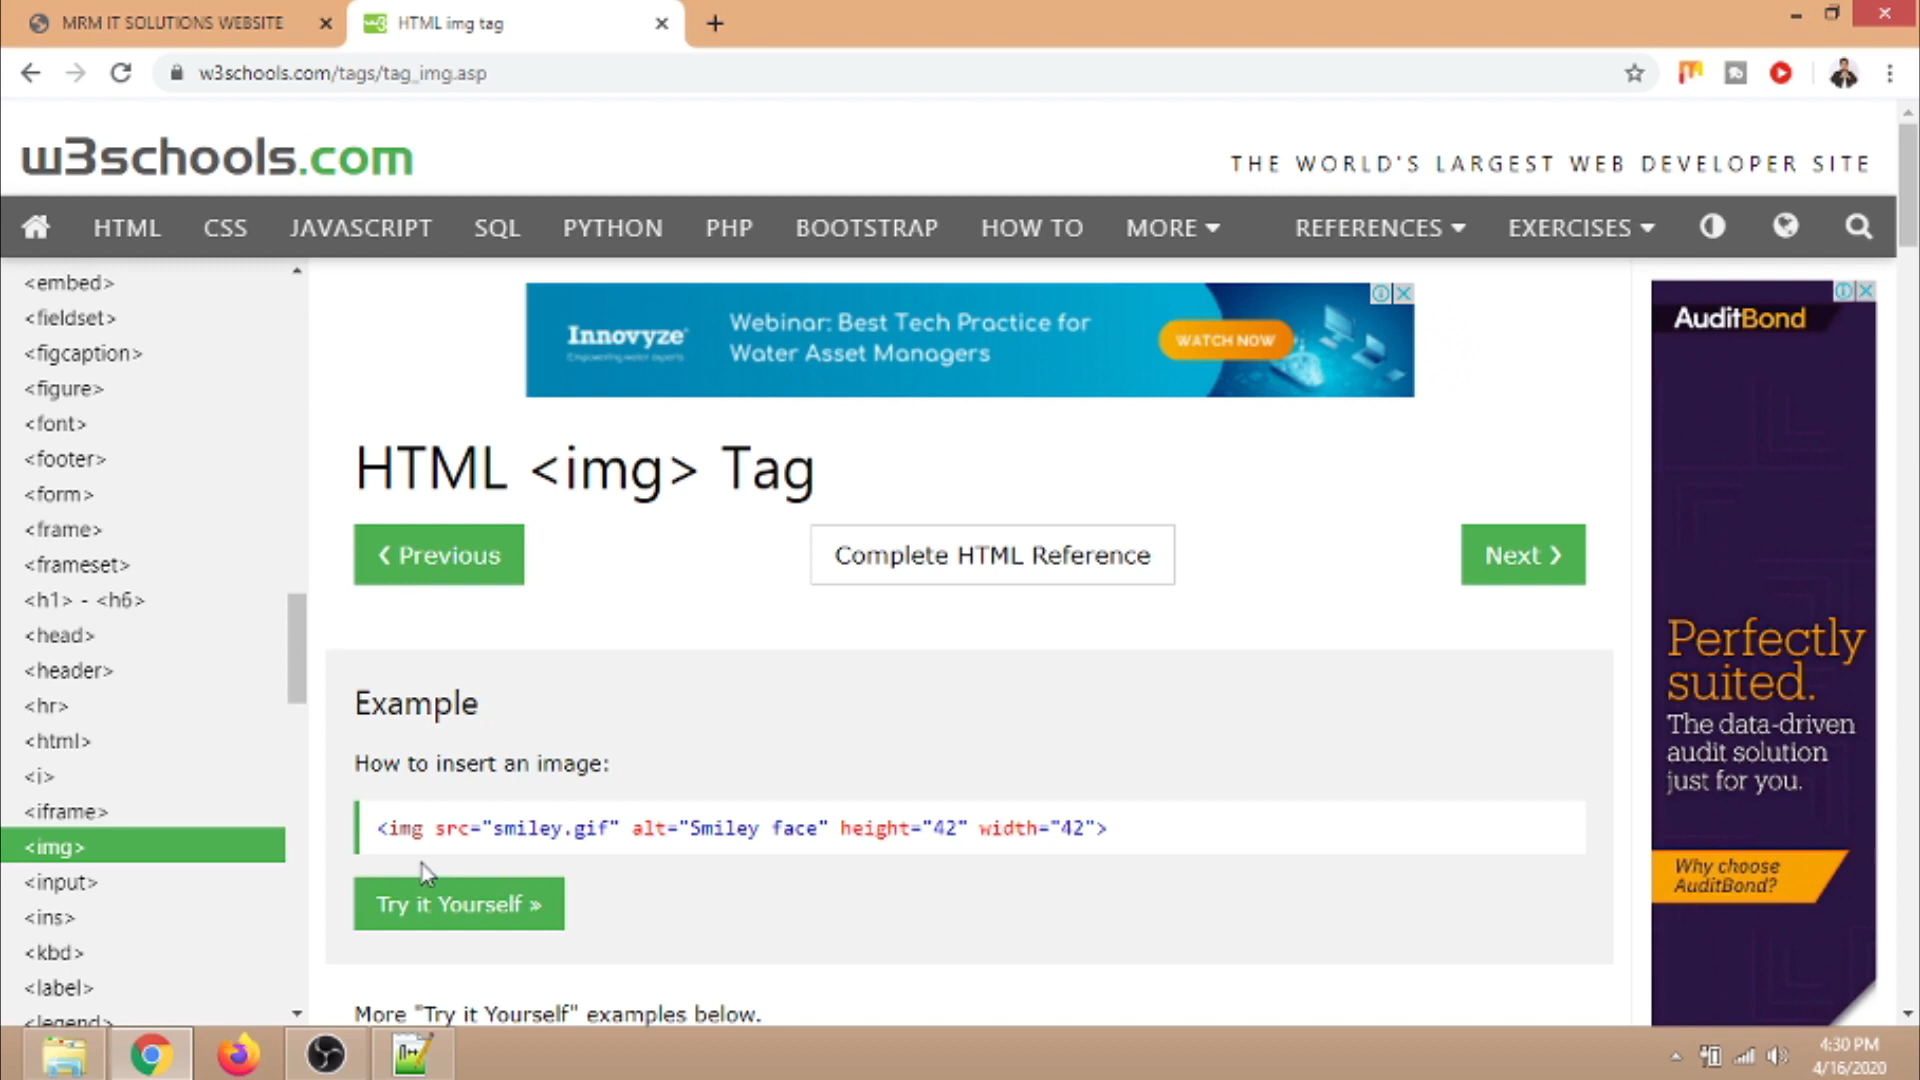 MRM IT SOLUTIONS WEBSITE
HTML img tag
w3schools.com/tags/tag_img.asp
w3schools.com
THE WORLD'S LARGEST WEB DEVELOPER SITE
HTML CSS JAVASCRIPT SQL PYTHON PHP BOOTSTRAP HOW TO MORE REFERENCES EXERCISES
<embed>
<fieldset>
<figcaption>
<figure>
<font>
<footer>
<form>
<frame>
<frameset>
<h1> - <h6>
<head>
<header>
<hr>
<html>
<i>
<iframe>
<img>
<input>
<ins>
<kbd>
<label>
<legend>
Innovyze
Empowering water experts
Webinar: Best Tech Practice for
Water Asset Managers
WATCH NOW
HTML <img> Tag
❮ Previous
Complete HTML Reference
Next ❯
Example
How to insert an image:
<img src="smiley.gif" alt="Smiley face" height="42" width="42">
Try it Yourself »
More "Try it Yourself" examples below.
AuditBond
Perfectly
suited.
The data-driven
audit solution
just for you.
Why choose
AuditBond?
4:30 PM
4/16/2020